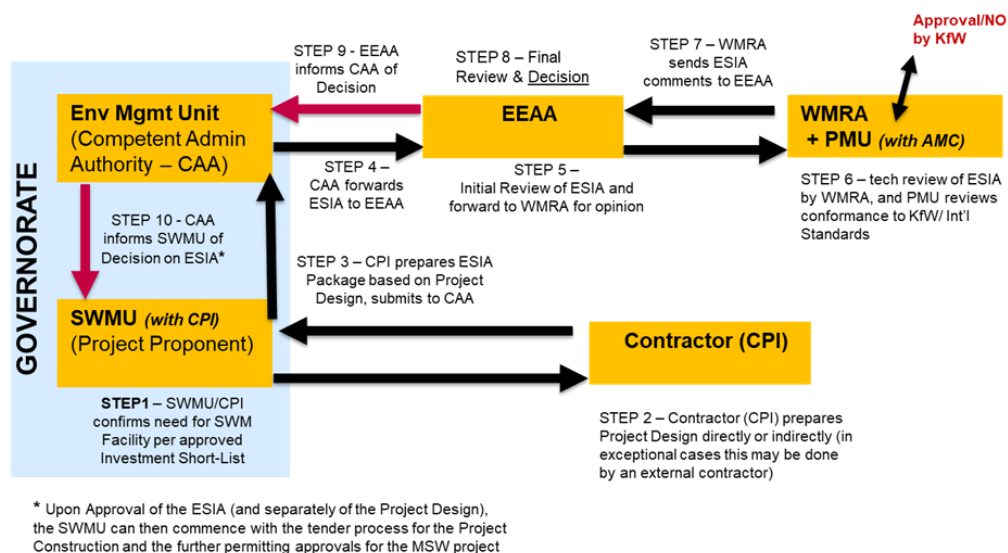 Approval/NO
by KfW
STEP 9 - EEAA
informs CAA of
Decision
STEP 8 – Final
Review & Decision
STEP 7 – WMRA
sends ESIA
comments to EEAA
Env Mgmt Unit
(Competent Admin
Authority – CAA)
EEAA
WMRA
+ PMU (with AMC)
STEP 4 –
CAA forwards
ESIA to EEAA
STEP 5 –
Initial Review of ESIA and
forward to WMRA for opinion
STEP 6 – tech review of ESIA
by WMRA, and PMU reviews
conformance to KfW/ Int'l
Standards
GOVERNORATE
STEP 10 - CAA
informs SWMU of
Decision on ESIA*
STEP 3 – CPI prepares ESIA
Package based on Project
Design, submits to CAA
SWMU (with CPI)
(Project Proponent)
Contractor (CPI)
STEP1 – SWMU/CPI
confirms need for SWM
Facility per approved
Investment Short-List
STEP 2 – Contractor (CPI) prepares
Project Design directly or indirectly (in
exceptional cases this may be done
by an external contractor)
* Upon Approval of the ESIA (and separately of the Project Design),
the SWMU can then commence with the tender process for the Project
Construction and the further permitting approvals for the MSW project